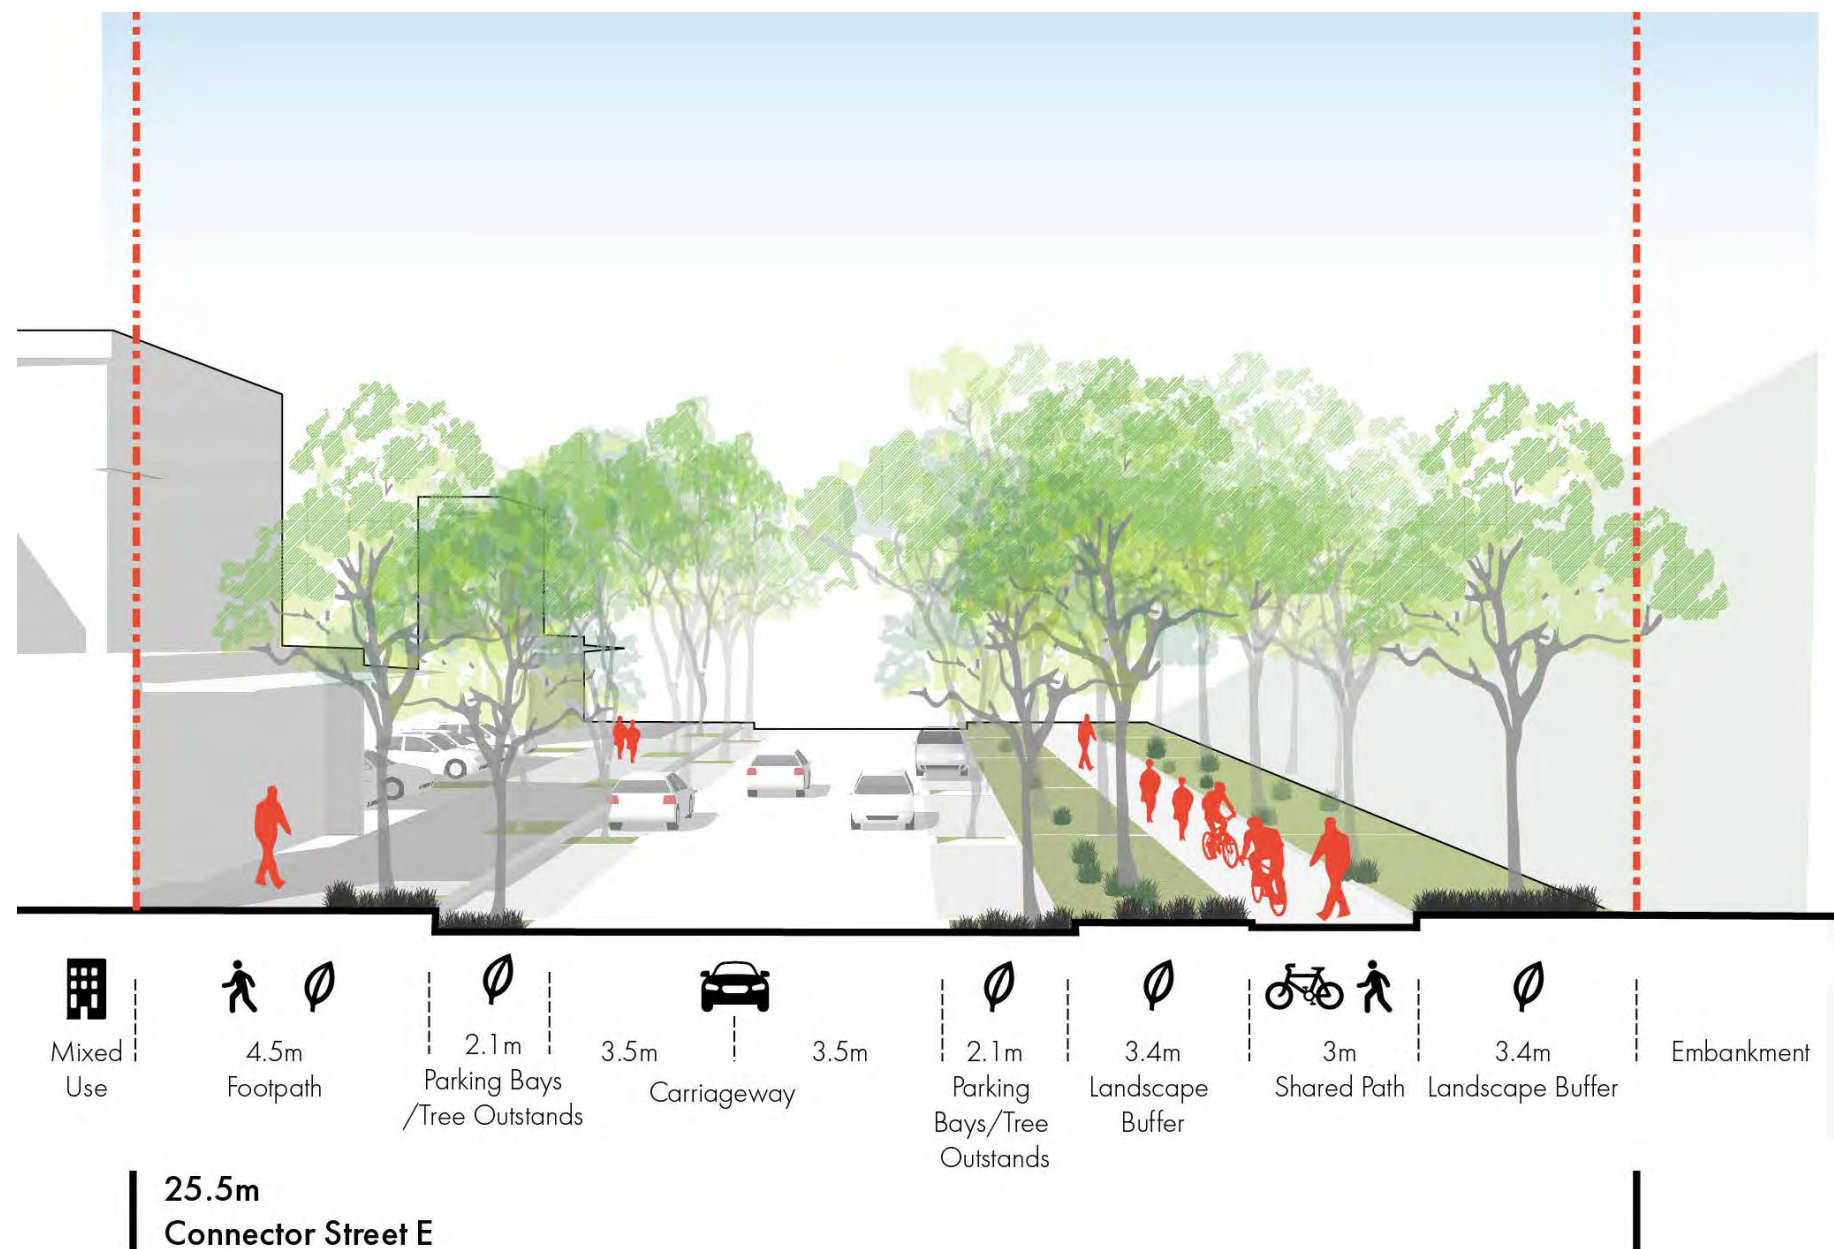 Mixed
Use
4.5m
Footpath
2.1m
Parking Bays
/Tree Outstands
3.5m
3.5m
Carriageway
2.1m
Parking
Bays/Tree
Outstands
3.4m
Landscape
Buffer
3m
Shared Path
3.4m
Landscape Buffer
Embankment
25.5m
Connector Street E